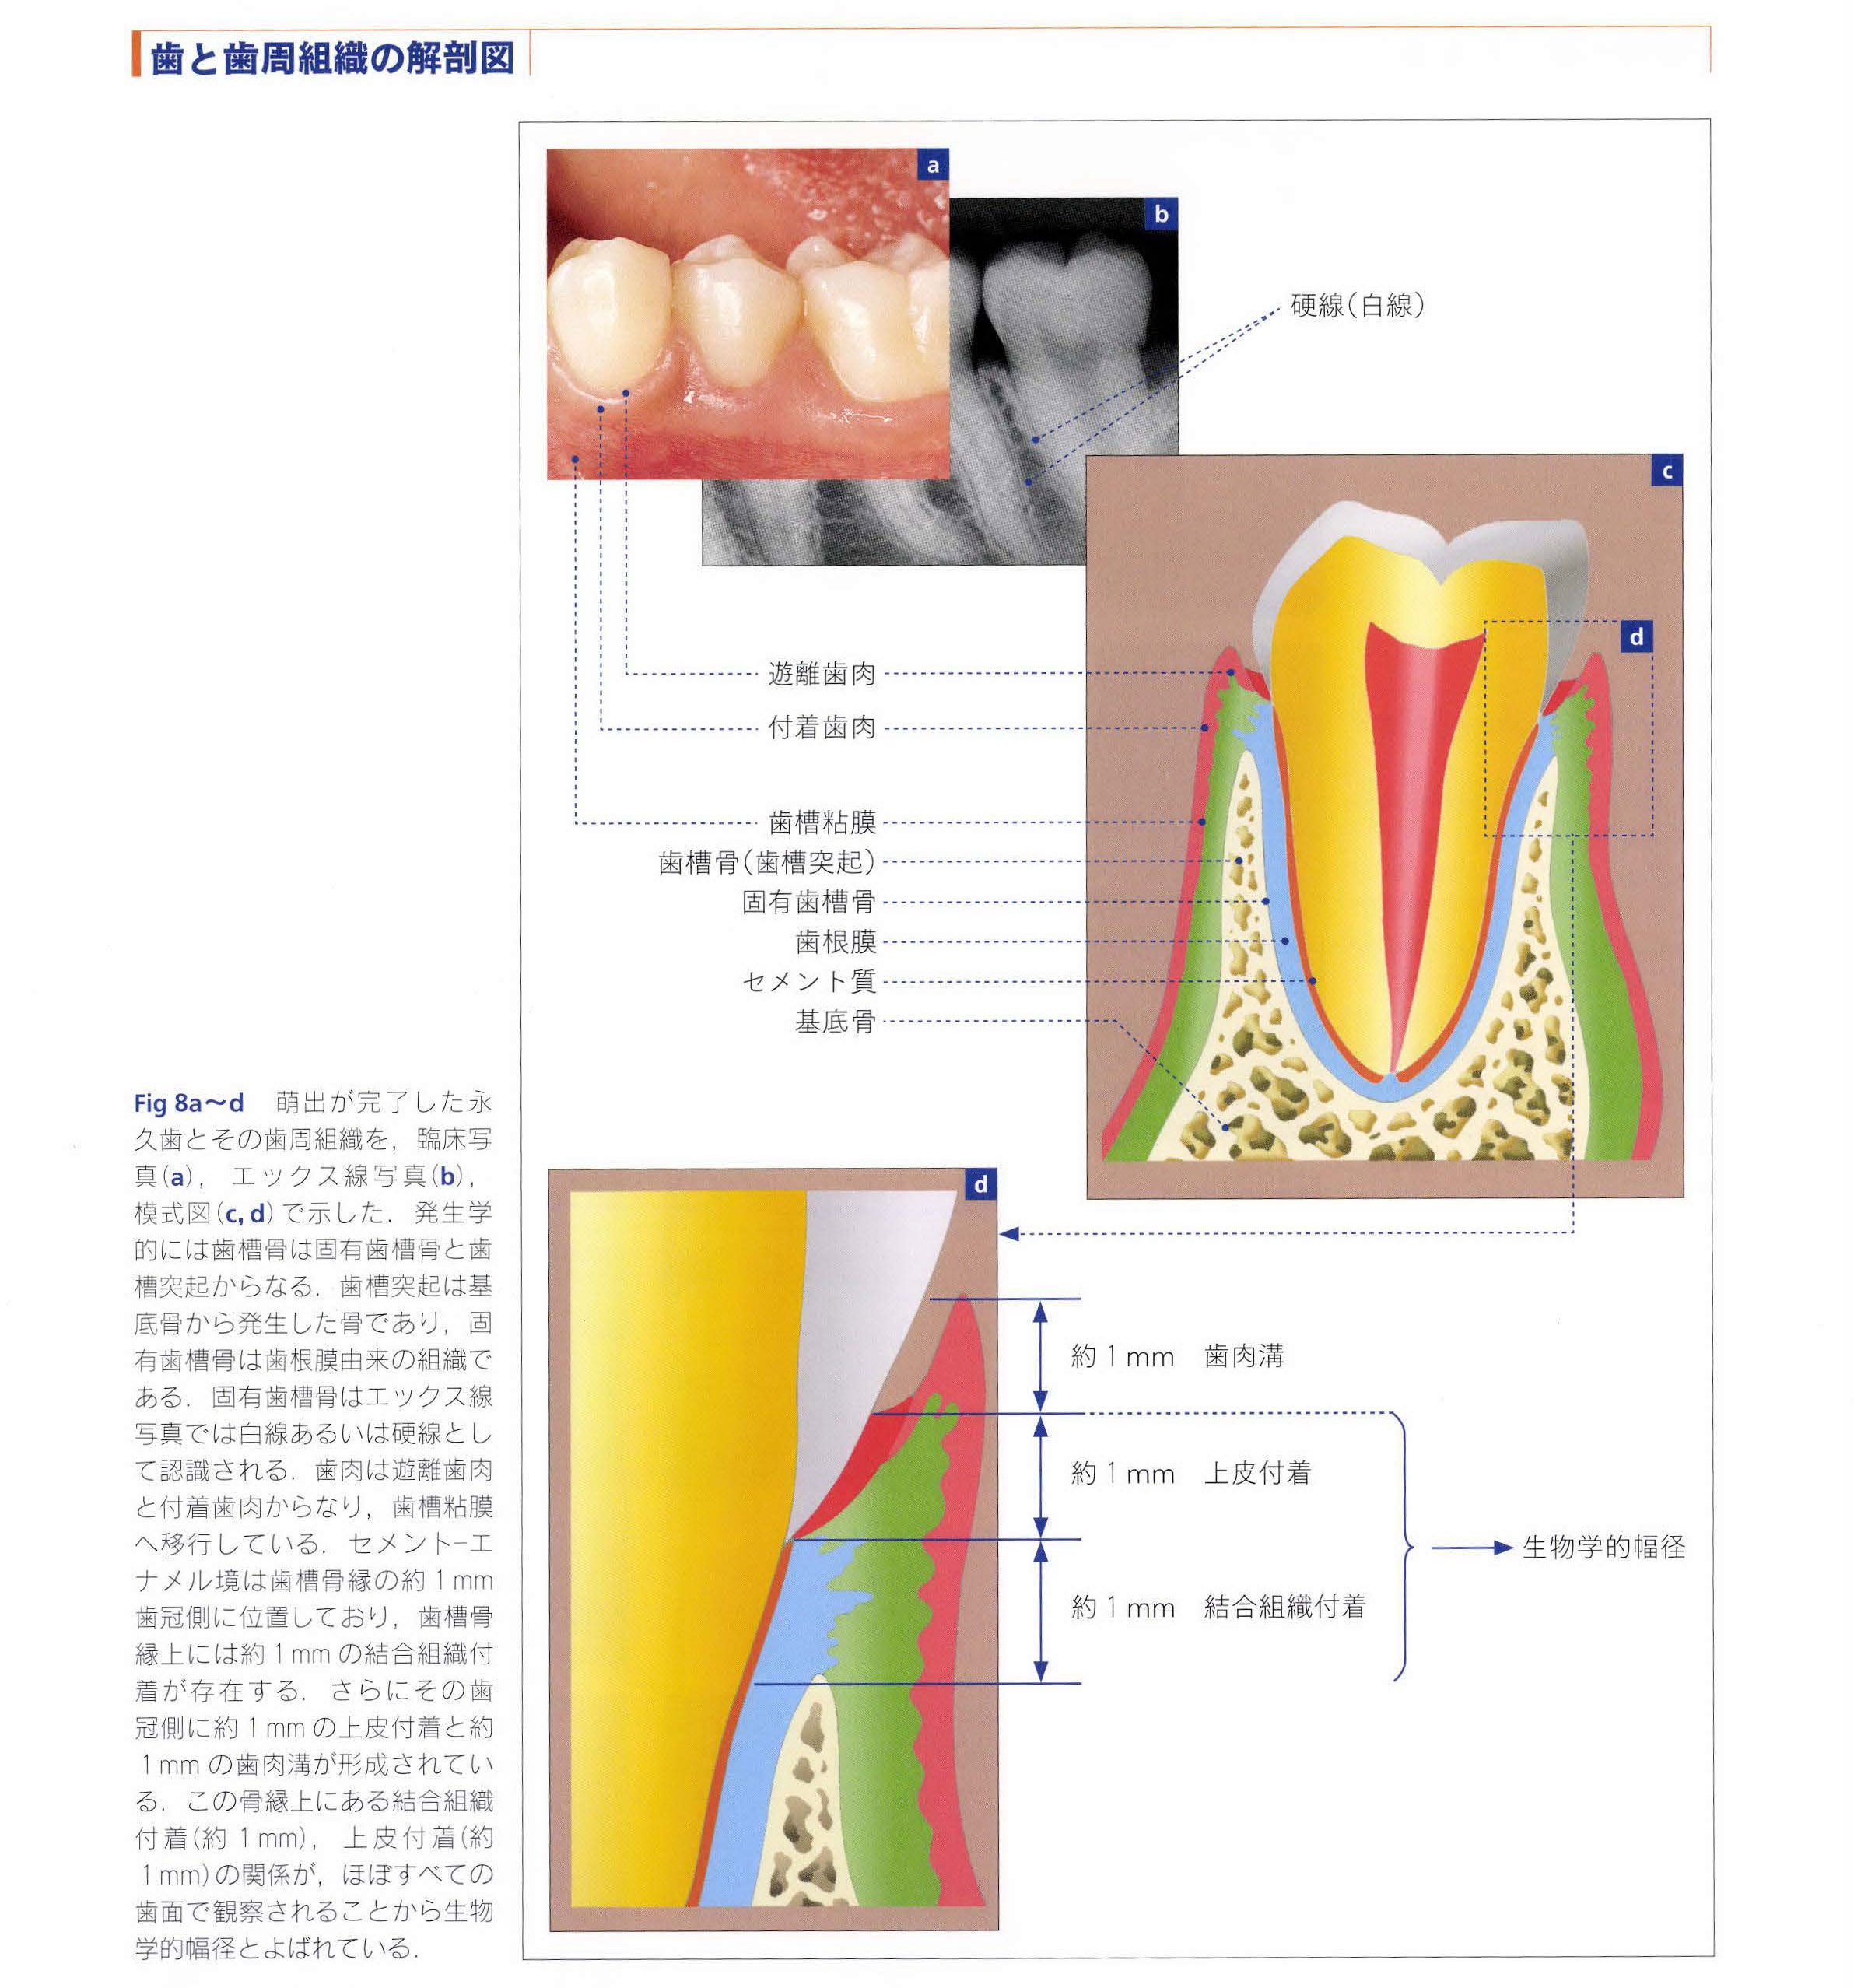 歯と歯周組織の解剖図
a
b
硬線(白線)
c
d
遊離歯肉
付着歯肉
歯槽粘膜
歯槽骨(歯槽突起)
固有歯槽骨
歯根膜
セメント質
基底骨
d
約1mm 歯肉溝
約1mm 上皮付着
約1mm 結合組織付着
生物学的幅径
Fig 8a〜d 萌出が完了した永
久歯とその歯周組織を，臨床写
真(a)， エックス線写真(b)，
模式図(c, d)で示した．発生学
的には歯槽骨は固有歯槽骨と歯
槽突起からなる．歯槽突起は基
底骨から発生した骨であり，固
有歯槽骨は歯根膜由来の組織で
ある．固有歯槽骨はエックス線
写真では白線あるいは硬線とし
て認識される．歯肉は遊離歯肉
と付着歯肉からなり，歯槽粘膜
へ移行している．セメント−エ
ナメル境は歯槽骨縁の約1mm
歯冠側に位置しており，歯槽骨
縁上には約1mmの結合組織付
着が存在する．さらにその歯
冠側に約1mmの上皮付着と約
1mmの歯肉溝が形成されてい
る．この骨縁上にある結合組織
付着(約1mm)， 上皮付着(約
1mm)の関係が，ほぼすべての
歯面で観察されることから生物
学的幅径とよばれている．